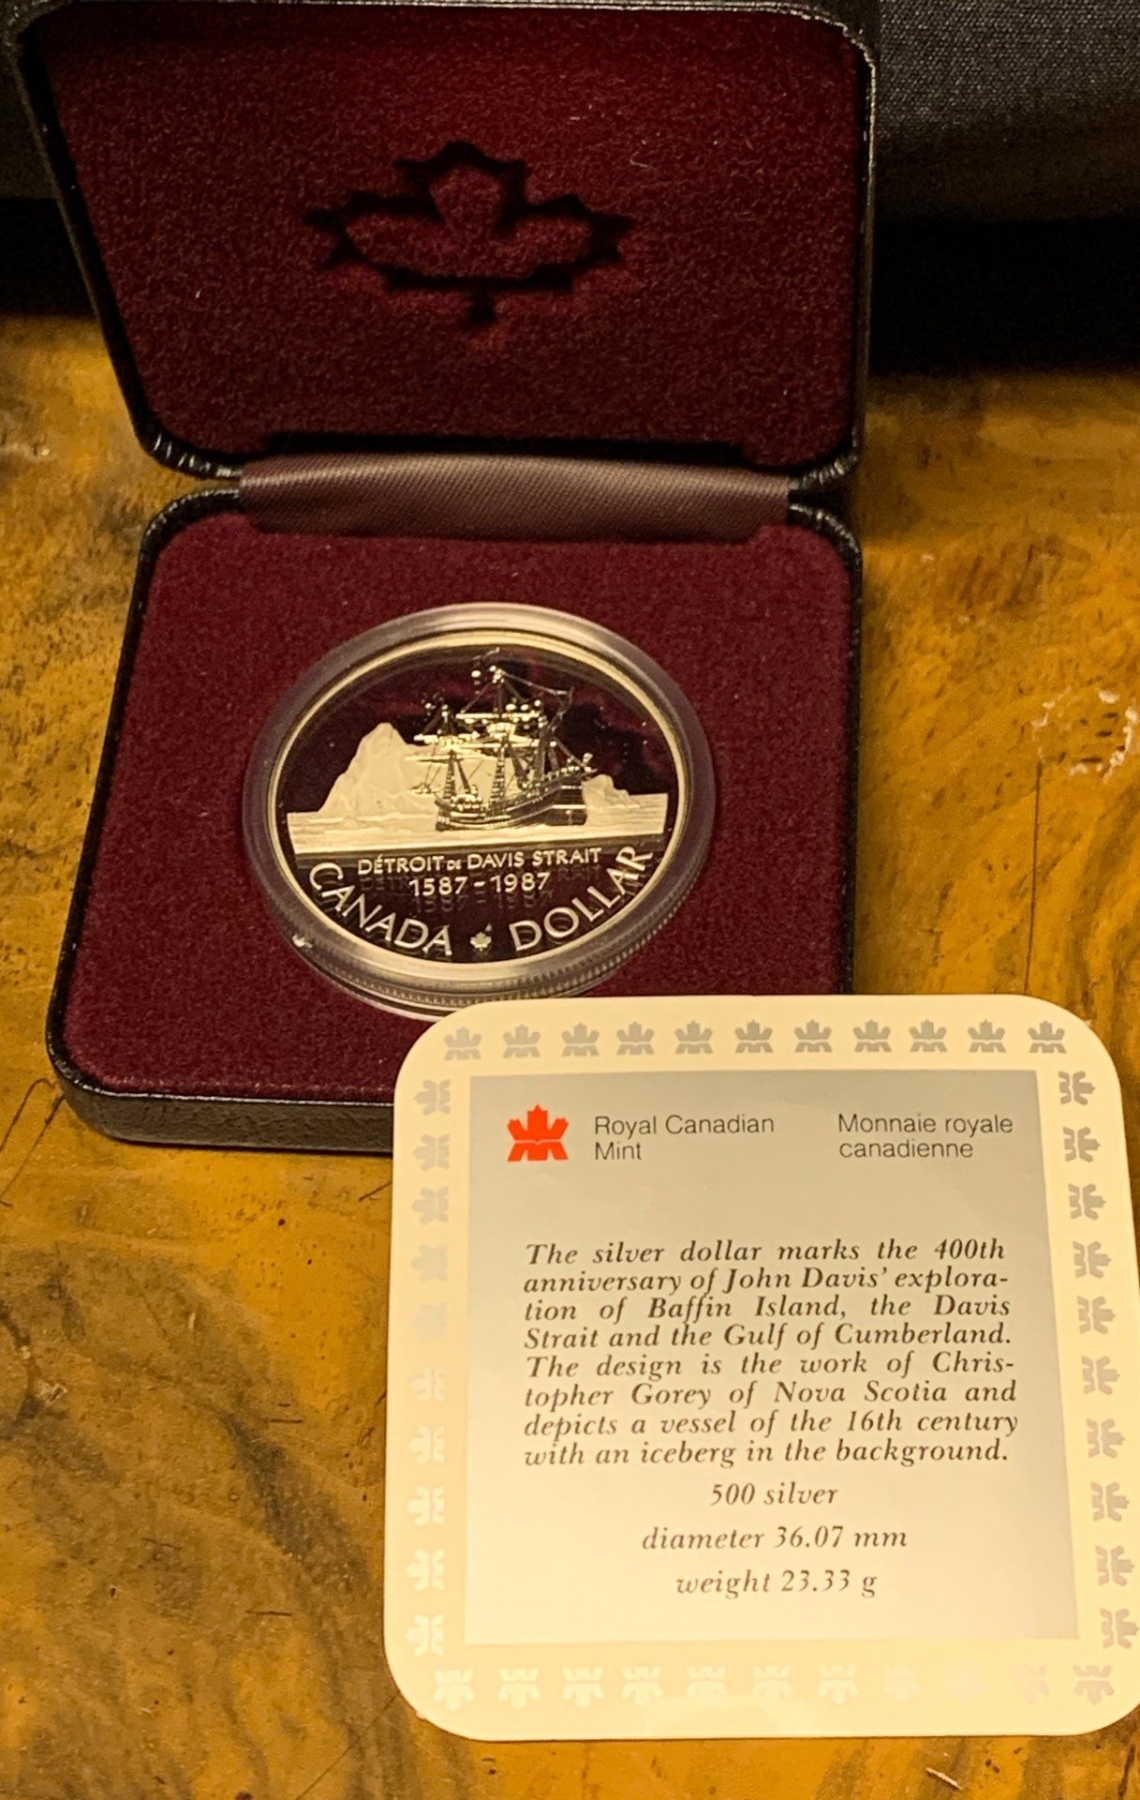 DÉTROIT DE DAVIS STRAIT
1587-1987
CANADA DOLLAR
Royal Canadian Mint
Monnaie royale canadienne
The silver dollar marks the 400th
anniversary of John Davis' explora-
tion of Baffin Island, the Davis
Strait and the Gulf of Cumberland.
The design is the work of Chris-
topher Gorey of Nova Scotia and
depicts a vessel of the 16th century
with an iceberg in the background.
500 silver
diameter 36.07 mm
weight 23.33 g